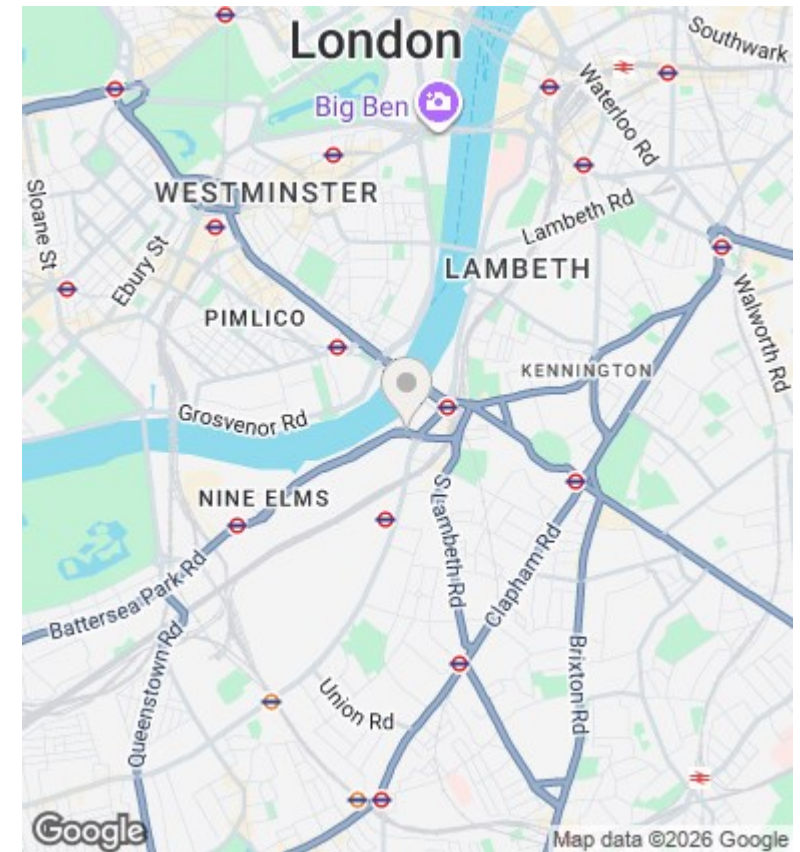 London
Southwark
Big Ben
Waterloo Rd
Sloane St
WESTMINSTER
Lambeth Rd
Ebury St
LAMBETH
Walworth Rd
PIMLICO
KENNINGTON
Grosvenor Rd
NINE ELMS
S Lambeth Rd
Clapham Rd
Battersea Park Rd
Queenstown Rd
Brixton Rd
Union Rd
Google
Map data ©2026 Google